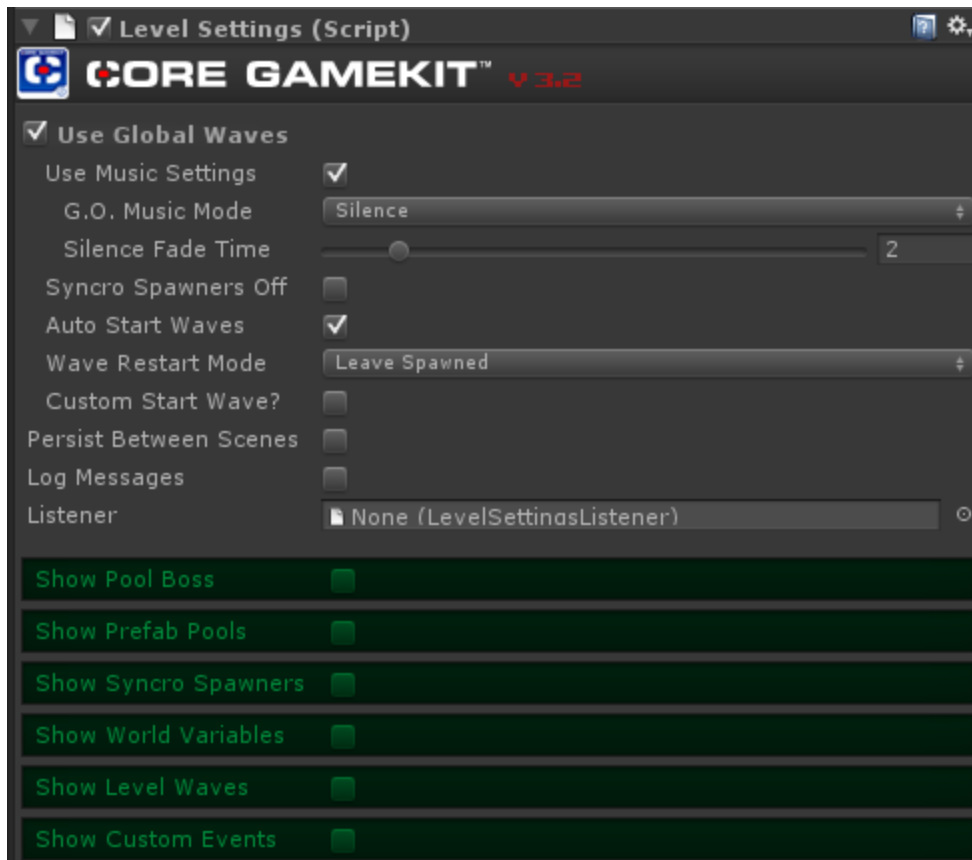 Level Settings (Script)
CORE GAMEKIT™ V 3.2
Use Global Waves
Use Music Settings
G.O. Music Mode Silence
Silence Fade Time 2
Syncro Spawners Off
Auto Start Waves
Wave Restart Mode Leave Spawned
Custom Start Wave?
Persist Between Scenes
Log Messages
Listener None (LevelSettingsListener)
Show Pool Boss
Show Prefab Pools
Show Syncro Spawners
Show World Variables
Show Level Waves
Show Custom Events